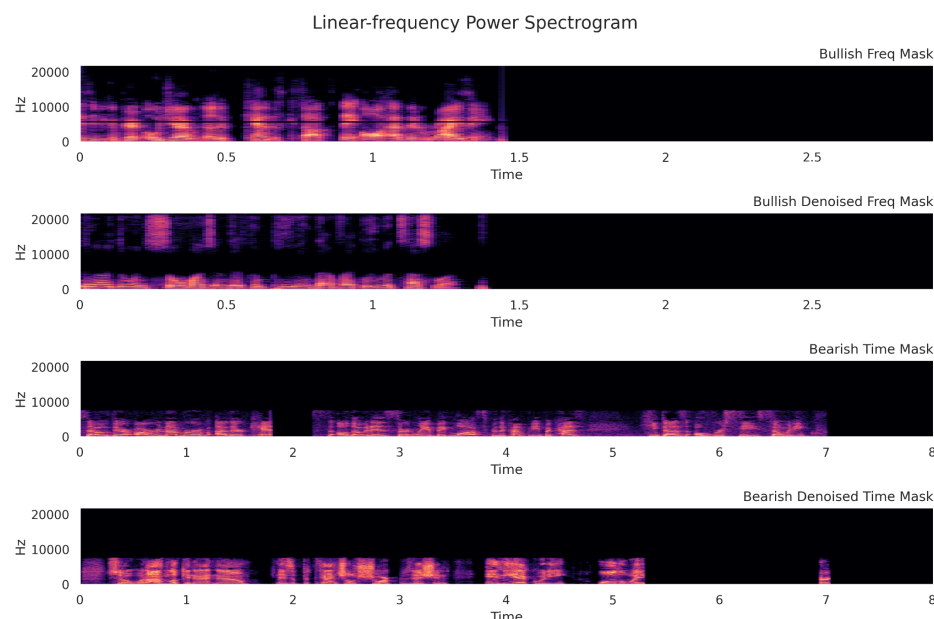 Linear-frequency Power Spectrogram
Bullish Freq Mask
20000
10000
0
Hz
0 0.5 1 1.5 2 2.5
Time
Bullish Denoised Freq Mask
20000
10000
0
Hz
0 0.5 1 1.5 2 2.5
Time
Bearish Time Mask
20000
10000
0
Hz
0 1 2 3 4 5 6 7 8
Time
Bearish Denoised Time Mask
20000
10000
0
Hz
0 1 2 3 4 5 6 7 8
Time